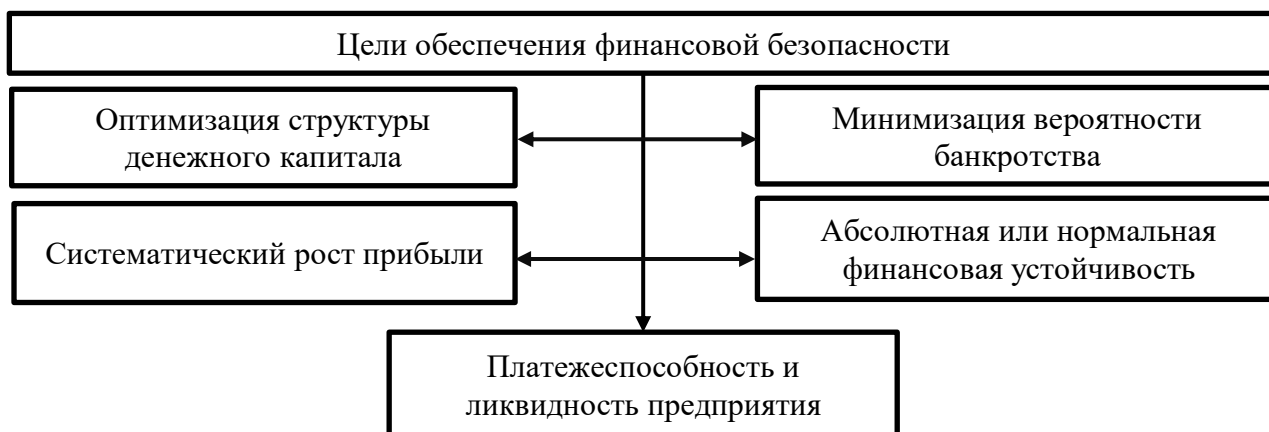 Цели обеспечения финансовой безопасности
Оптимизация структуры
денежного капитала
Минимизация вероятности
банкротства
Систематический рост прибыли
Абсолютная или нормальная
финансовая устойчивость
Платежеспособность и
ликвидность предприятия